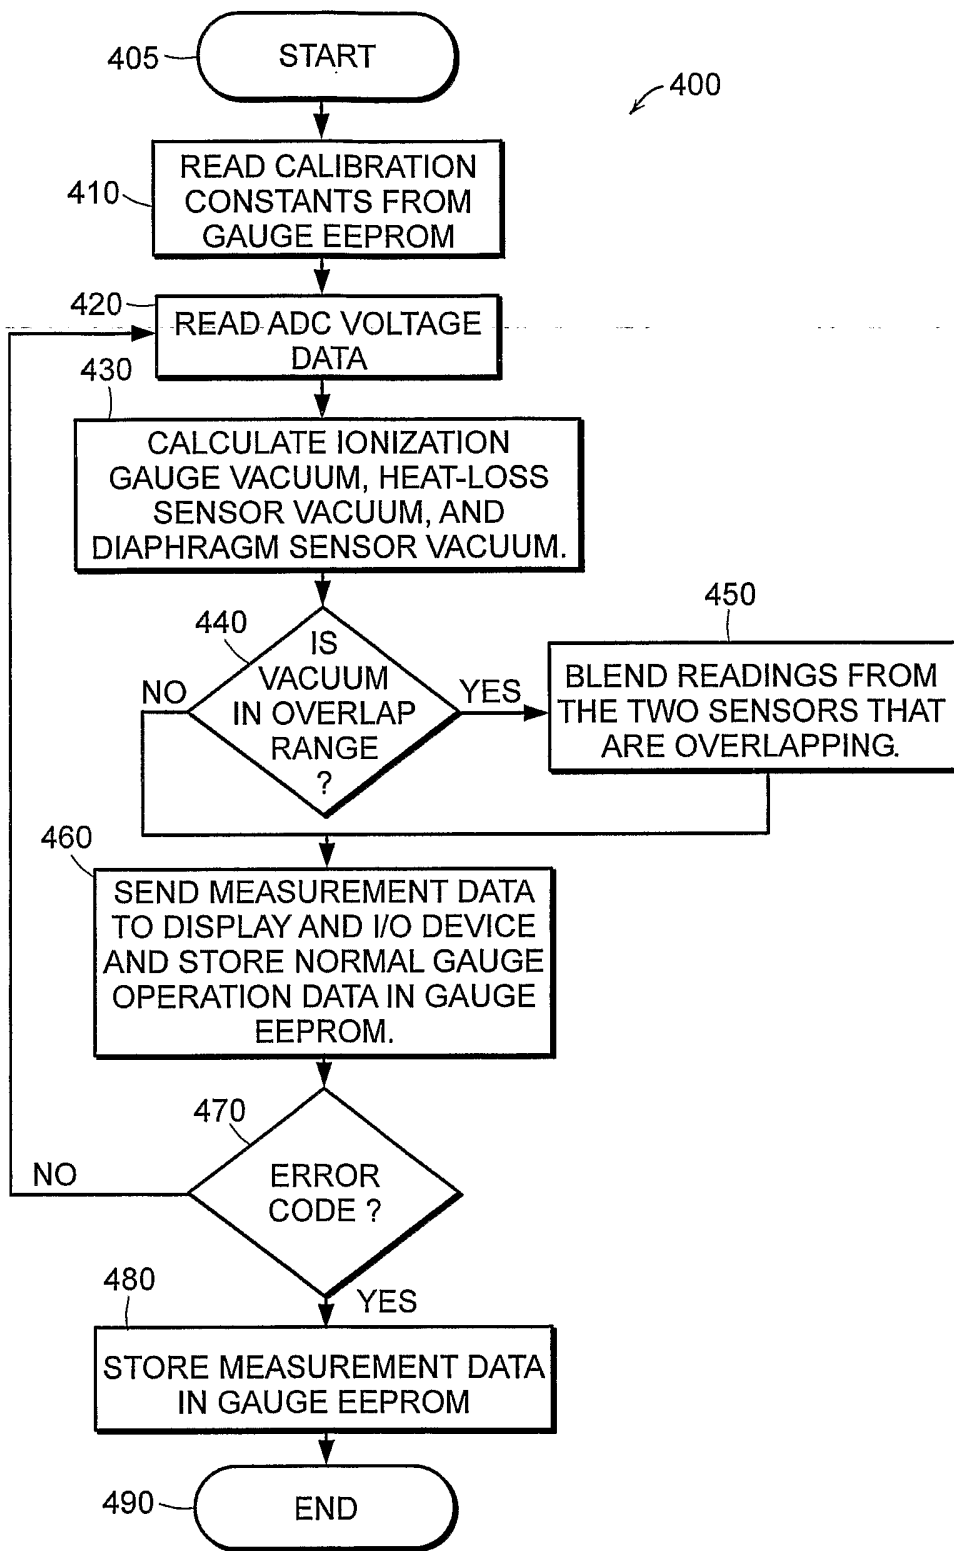 START
405
400
READ CALIBRATION
CONSTANTS FROM
GAUGE EEPROM
410
420
READ ADC VOLTAGE
DATA
430
CALCULATE IONIZATION
GAUGE VACUUM, HEAT-LOSS
SENSOR VACUUM, AND
DIAPHRAGM SENSOR VACUUM.
440
IS
VACUUM
IN OVERLAP
RANGE
?
NO
YES
450
BLEND READINGS FROM
THE TWO SENSORS THAT
ARE OVERLAPPING.
460
SEND MEASUREMENT DATA
TO DISPLAY AND I/O DEVICE
AND STORE NORMAL GAUGE
OPERATION DATA IN GAUGE
EEPROM.
470
ERROR
CODE ?
NO
YES
480
STORE MEASUREMENT DATA
IN GAUGE EEPROM
490
END